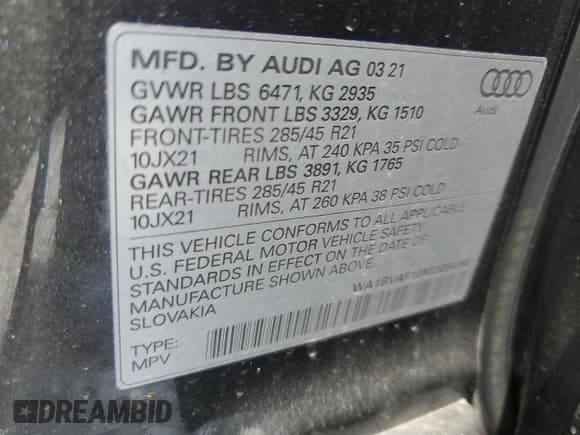 MFD. BY AUDI AG 03 21
GVWR LBS 6471, KG 2935
GAWR FRONT LBS 3329, KG 1510
FRONT-TIRES 285/45 R21
10JX21 RIMS, AT 240 KPA 35 PSI COLD
GAWR REAR LBS 3891, KG 1765
REAR-TIRES 285/45 R21
10JX21 RIMS, AT 260 KPA 38 PSI COLD
THIS VEHICLE CONFORMS TO ALL APPLICABLE
U.S. FEDERAL MOTOR VEHICLE SAFETY
STANDARDS IN EFFECT ON THE DATE OF
MANUFACTURE SHOWN ABOVE.
SLOVAKIA
TYPE:
MPV
Audi
DREAMBID